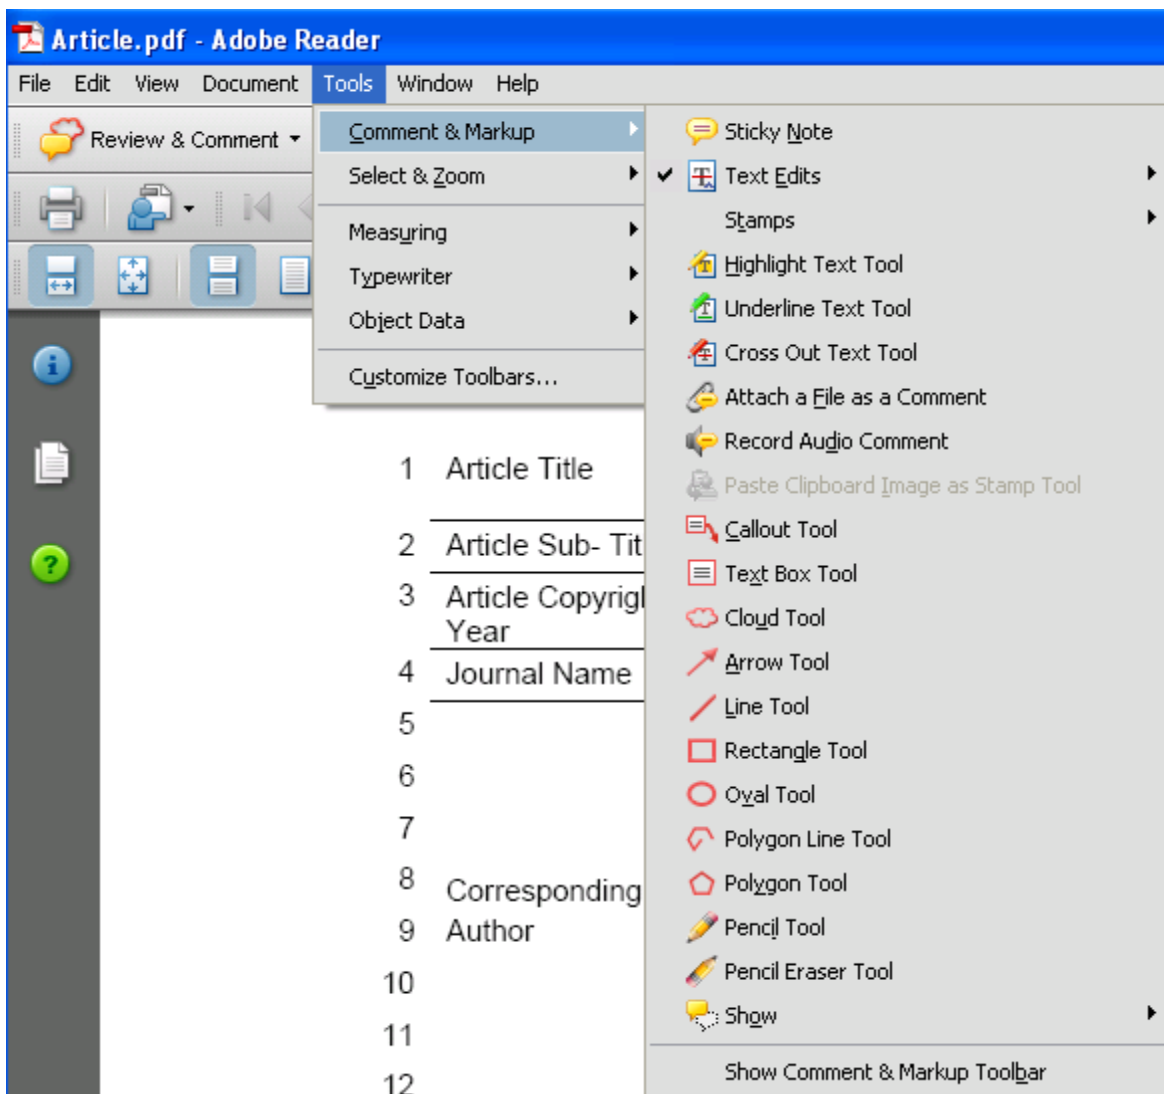 Article.pdf - Adobe Reader
File Edit View Document Tools Window Help
Review & Comment
Comment & Markup
Select & Zoom
Measuring
Typewriter
Object Data
Customize Toolbars...
Sticky Note
Text Edits
Stamps
Highlight Text Tool
Underline Text Tool
Cross Out Text Tool
Attach a File as a Comment
Record Audio Comment
Paste Clipboard Image as Stamp Tool
Callout Tool
Text Box Tool
Cloud Tool
Arrow Tool
Line Tool
Rectangle Tool
Oval Tool
Polygon Line Tool
Polygon Tool
Pencil Tool
Pencil Eraser Tool
Show
Show Comment & Markup Toolbar
1 Article Title
2 Article Sub- Tit
3 Article Copyrigh
Year
4 Journal Name
5
6
7
8 Corresponding
9 Author
10
11
12